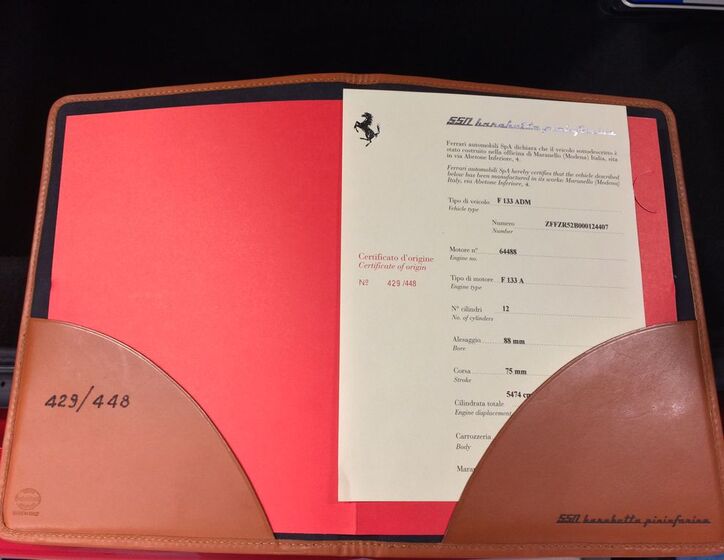 550 barchetta pininfarina
Ferrari automobili SpA dichiara che il veicolo sottodescritto è
stato costruito nella officina di Maranello (Modena) Italia, sita
in via Abetone Inferiore, 4.
Ferrari automobili SpA hereby certifies that the vehicle described
below has been manufactured in its works: Maranello (Modena)
Italy, via Abetone Inferiore, 4.
Tipo di veicolo F 133 ADM
Vehicle type
Numero ZFFZR52B000124407
Number
Certificato d'origine
Certificate of origin
Nº 429/448
Motore nº 64488
Engine no.
Tipo di motore F 133 A
Engine type
Nº cilindri 12
No. of cylinders
Alesaggio 88 mm
Bore
Corsa 75 mm
Stroke
Cilindrata totale 5474
Engine displacement
Carrozzeria
Body
429/448
550 barchetta pininfarina